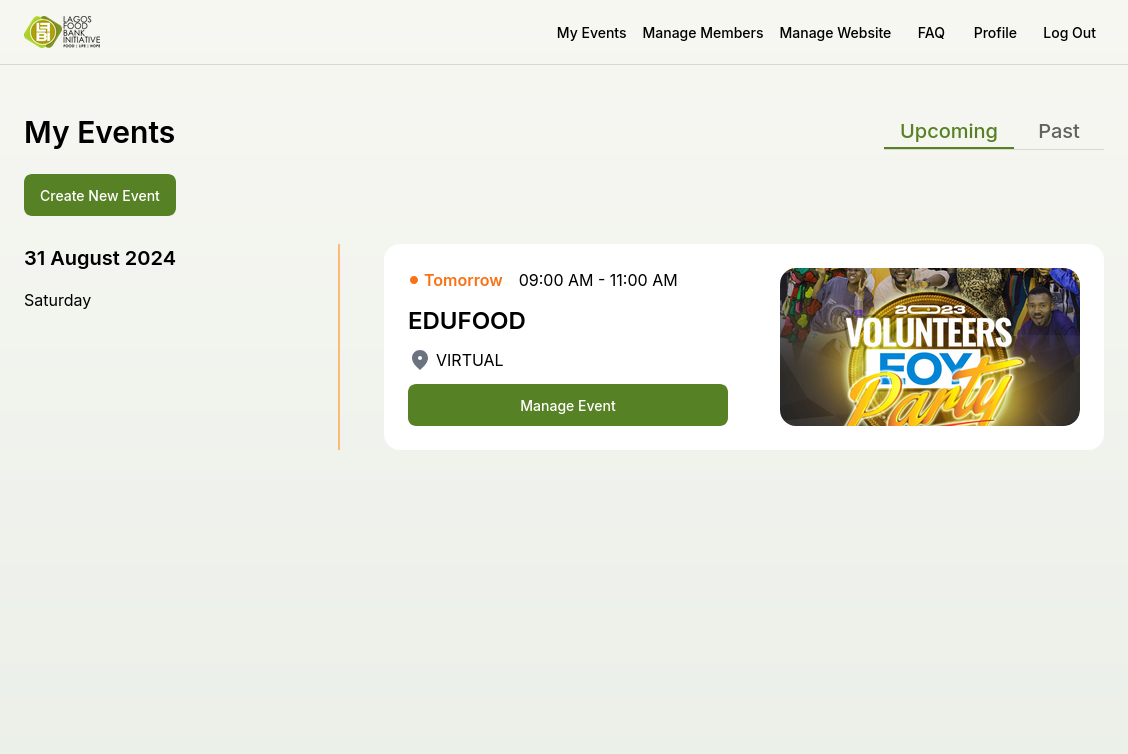 LAGOS
FOOD
BANK
INITIATIVE
FOOD | LIFE | HOPE
My Events Manage Members Manage Website FAQ Profile Log Out
My Events
Upcoming Past
Create New Event
31 August 2024
Saturday
Tomorrow 09:00 AM - 11:00 AM
EDUFOOD
VIRTUAL
Manage Event
2023
VOLUNTEERS
EOY
Party